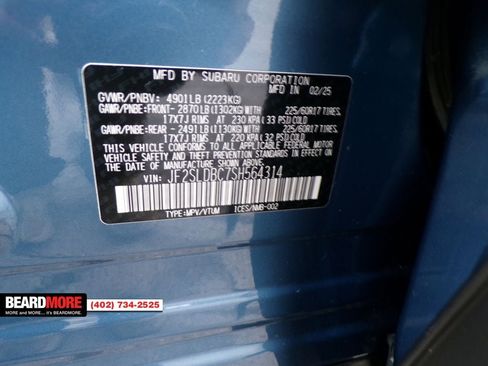 MFD BY SUBARU CORPORATION
MFD IN 02/25
GVWR/PNBV: 4901LB(2223KG)
GAWR/PNBE:FRONT- 2870LB(1302KG)WITH 225/60R17 TIRES,
17X7J RIMS AT 230 KPA(33 PSI)COLD
GAWR/PNBE:REAR - 2491LB(1130KG)WITH 225/60R17 TIRES,
17X7J RIMS AT 220 KPA(32 PSI)COLD
THIS VEHICLE CONFORMS TO ALL APPLICABLE
FEDERAL MOTOR VEHICLE SAFETY AND
THEFT PREVENTION STANDARDS IN EFFECT ON
THE DATE OF MANUFACTURE SHOWN ABOVE.
VIN: JF2SLDBC7SH564314
TYPE:MPV/VTUM ICES/NMB-002
BEARDMORE
MORE and MORE... it's BEARDMORE.
(402) 734-2525